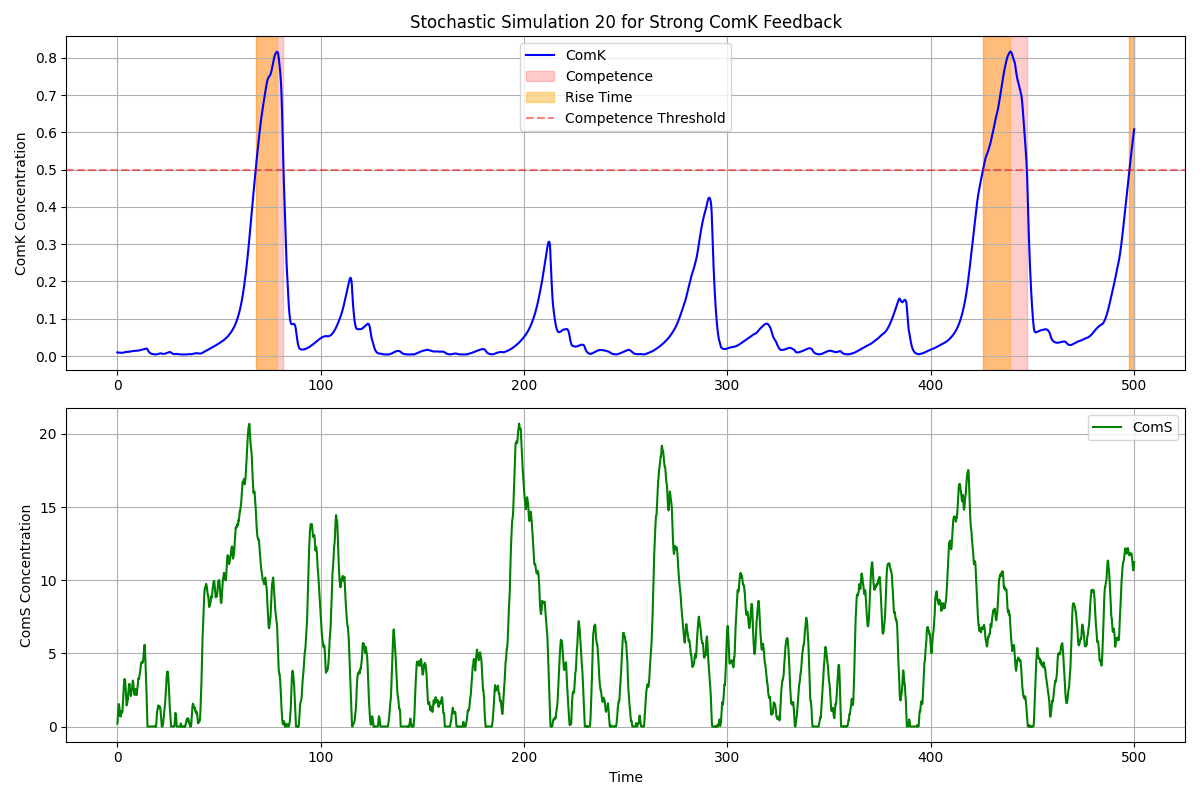 Stochastic Simulation 20 for Strong ComK Feedback
ComK Concentration
0.8
0.7
0.6
0.5
0.4
0.3
0.2
0.1
0.0
ComK
Competence
Rise Time
Competence Threshold
0 100 200 300 400 500
ComS Concentration
20
15
10
5
0
ComS
0 100 200 300 400 500
Time